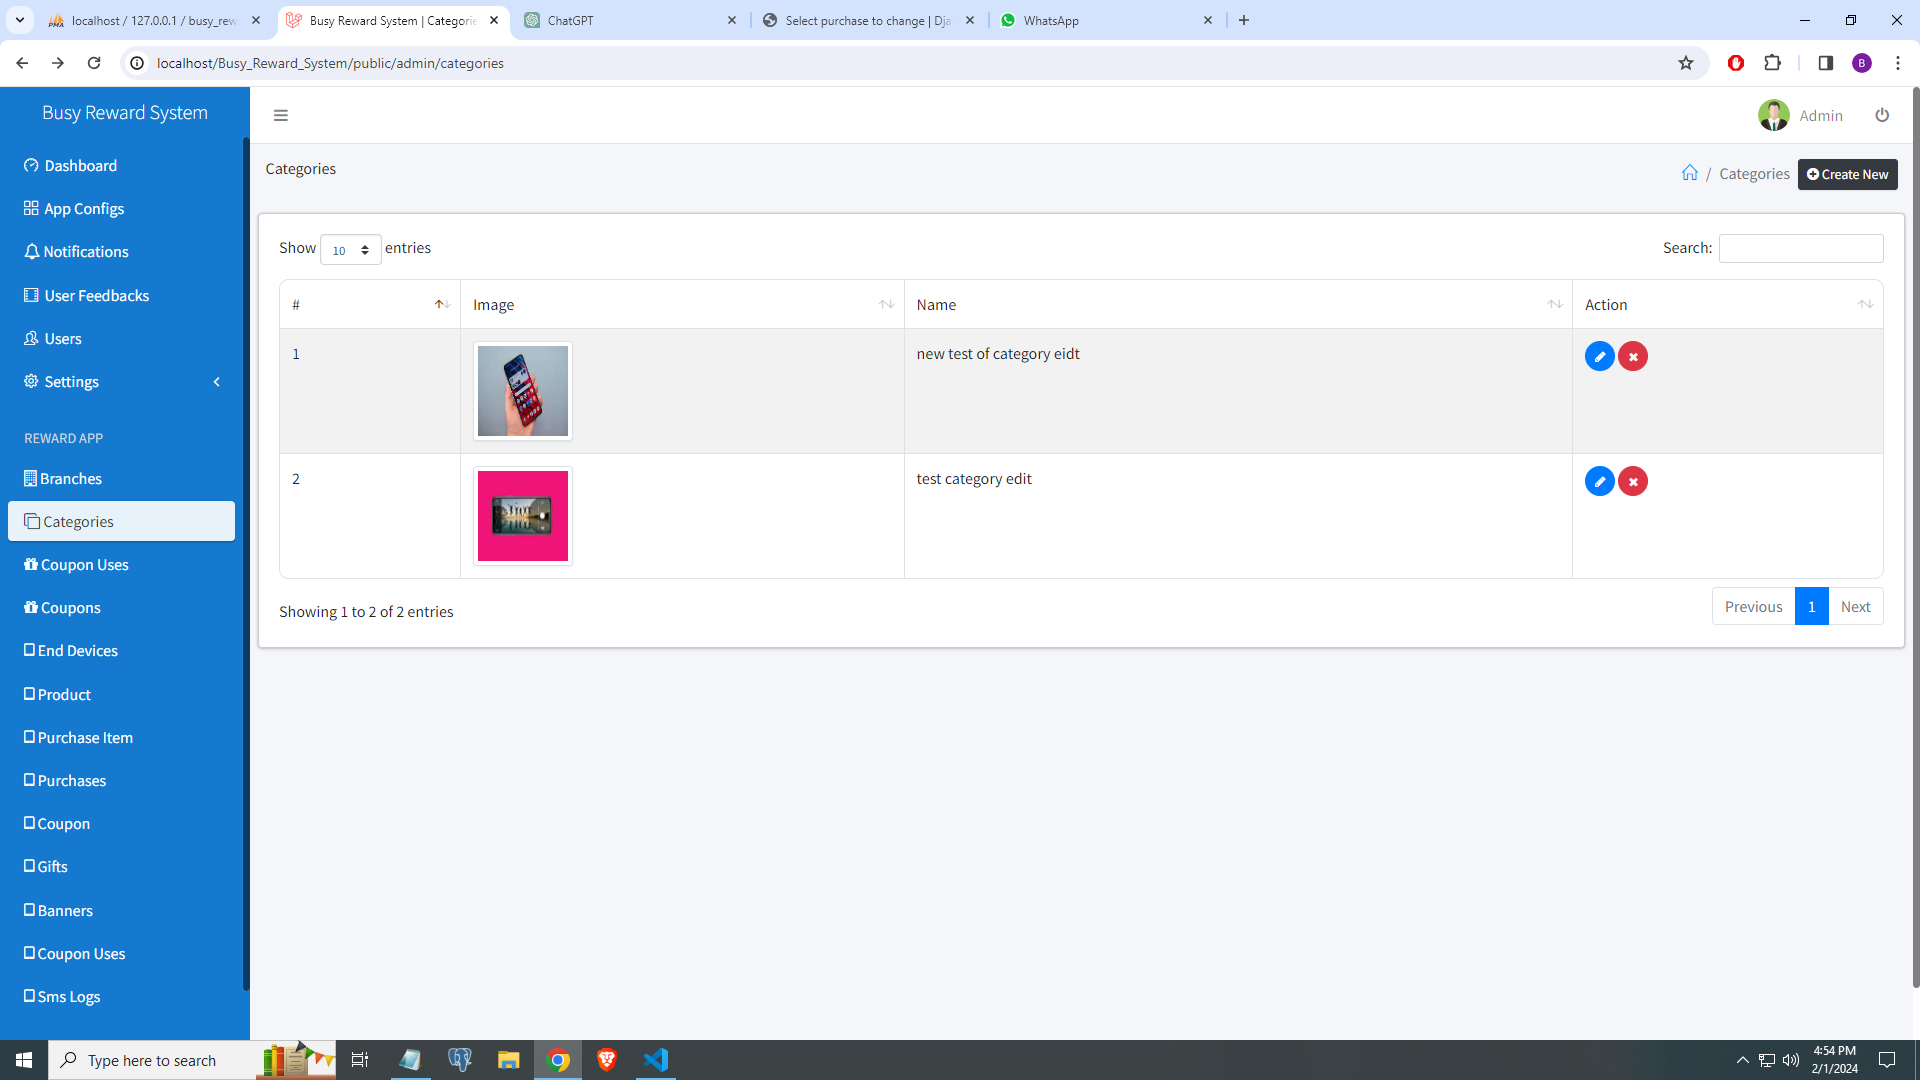 localhost / 127.0.0.1 / busy_rew
Busy Reward System | Categorie
ChatGPT
Select purchase to change | Dja
WhatsApp
localhost/Busy_Reward_System/public/admin/categories
B
Busy Reward System
Admin
Dashboard
App Configs
Notifications
User Feedbacks
Users
Settings
REWARD APP
Branches
Categories
Coupon Uses
Coupons
End Devices
Product
Purchase Item
Purchases
Coupon
Gifts
Banners
Coupon Uses
Sms Logs
Categories
/ Categories
Create New
Show 10 entries
Search:
# Image Name Action
1 new test of category eidt
2 test category edit
Showing 1 to 2 of 2 entries
Previous 1 Next
Type here to search
4:54 PM
2/1/2024